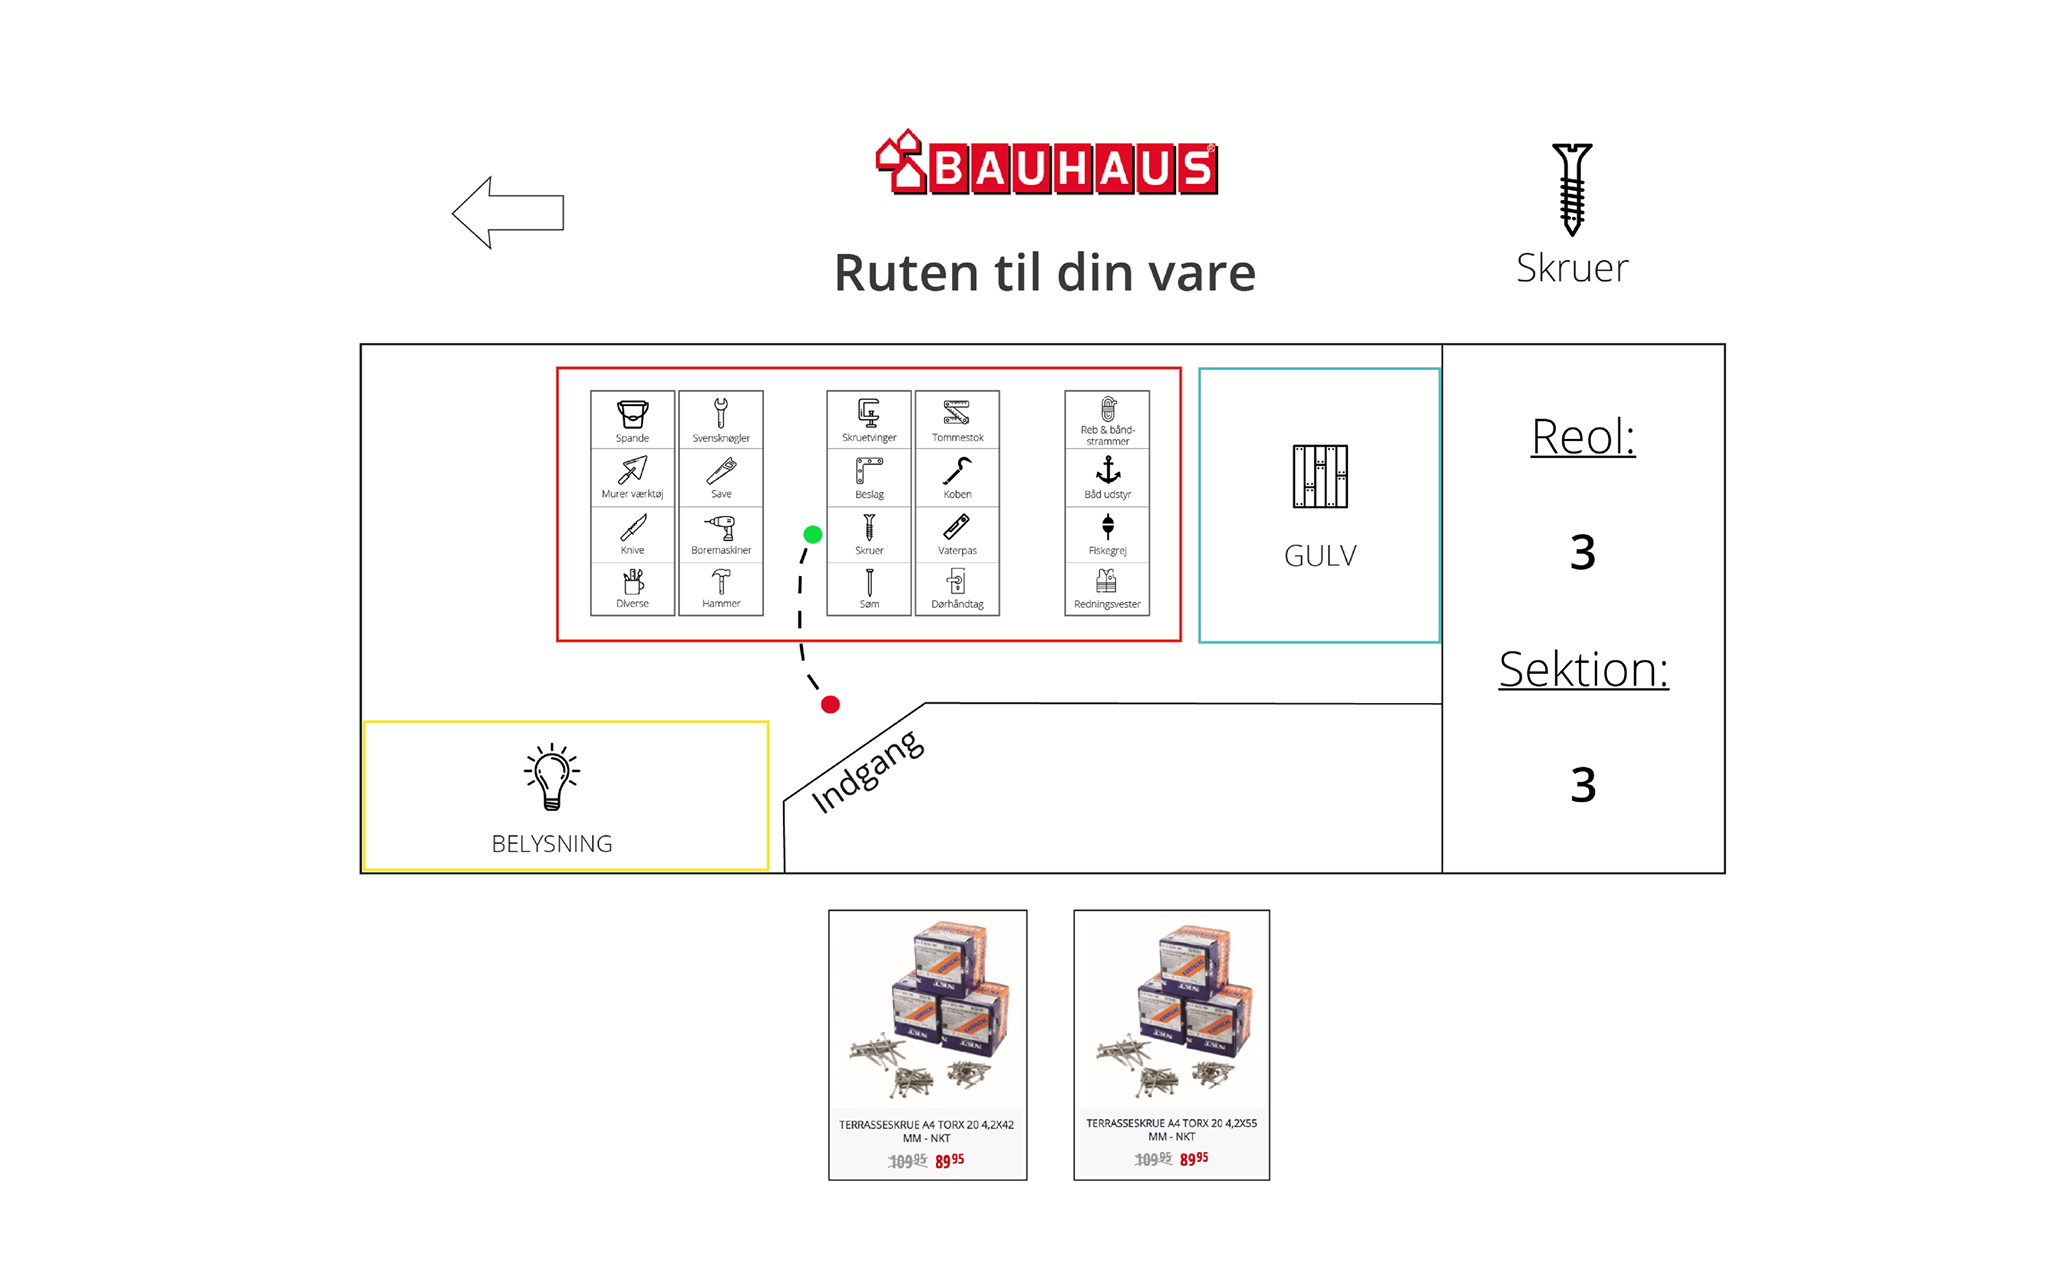 BAUHAUS®
Ruten til din vare
Skruer
Spande
Svensknøgler
Skruetvinger
Tommestok
Reb & bånd-
strammer
Murer værktøj
Save
Beslag
Koben
Båd udstyr
Knive
Boremaskiner
Skruer
Vaterpas
Fiskegrej
Diverse
Hammer
Søm
Dørhåndtag
Redningsvester
GULV
Reol:
3
Sektion:
3
Indgang
BELYSNING
TERRASSESKRUE A4 TORX 20 4,2X42
MM - NKT
109 95 89 95
TERRASSESKRUE A4 TORX 20 4,2X55
MM - NKT
109 95 89 95